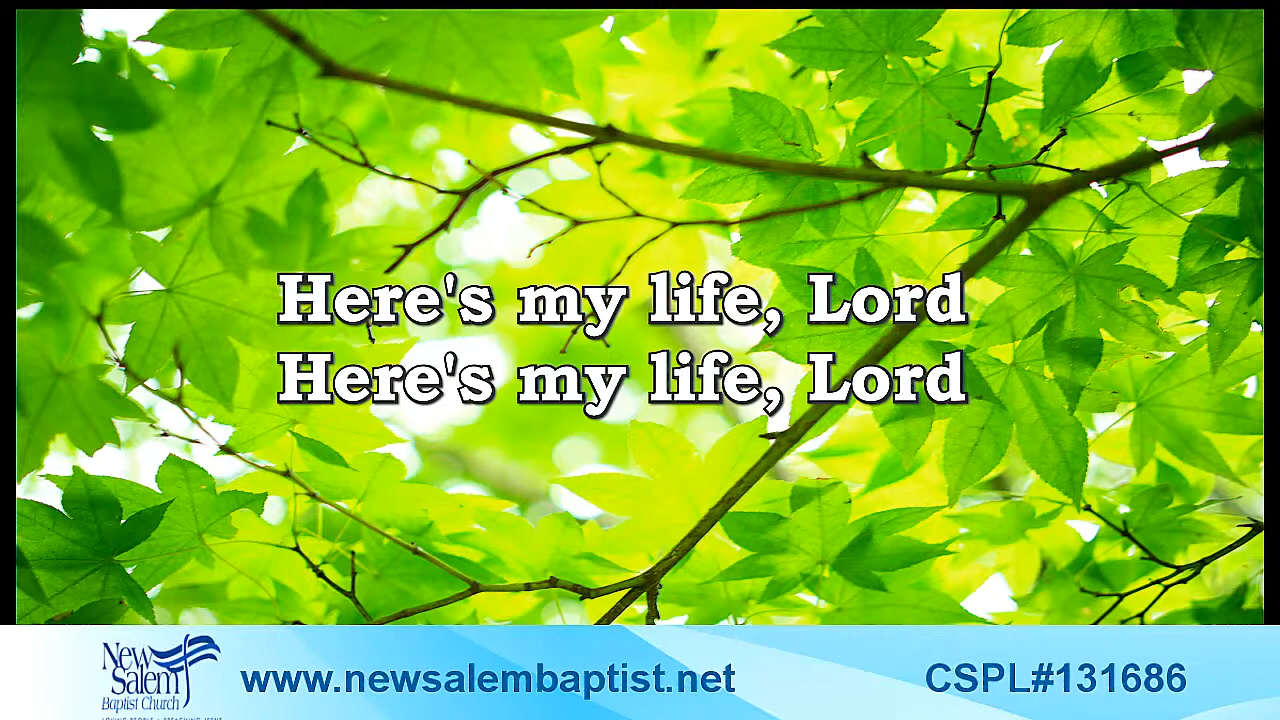 Here's my life, Lord
Here's my life, Lord
New
Salem
Baptist Church
www.newsalembaptist.net
CSPL#131686